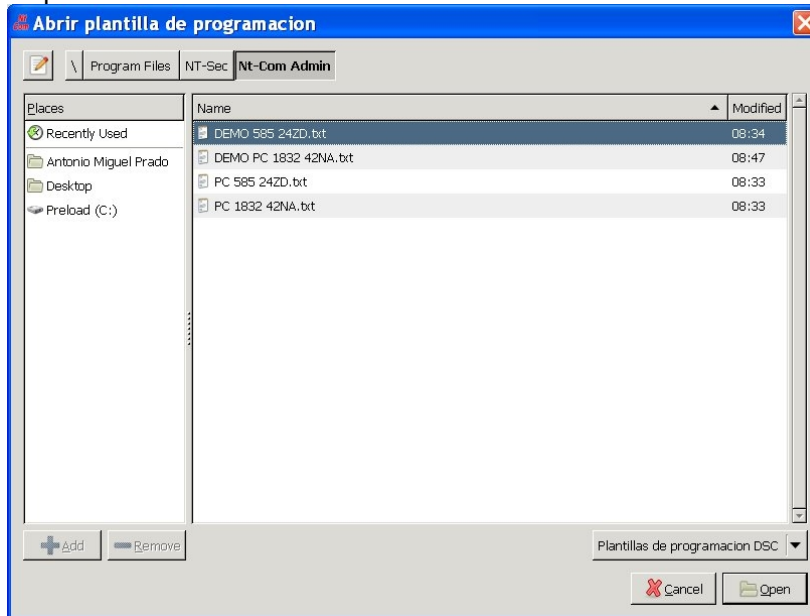 Nt Com Abrir plantilla de programacion
\ Program Files NT-Sec Nt-Com Admin
Places Name Modified
Recently Used DEMO 585 24ZD.txt 08:34
Antonio Miguel Prado DEMO PC 1832 42NA.txt 08:47
Desktop PC 585 24ZD.txt 08:33
Preload (C:) PC 1832 42NA.txt 08:33
Add Remove Plantillas de programacion DSC
Cancel Open